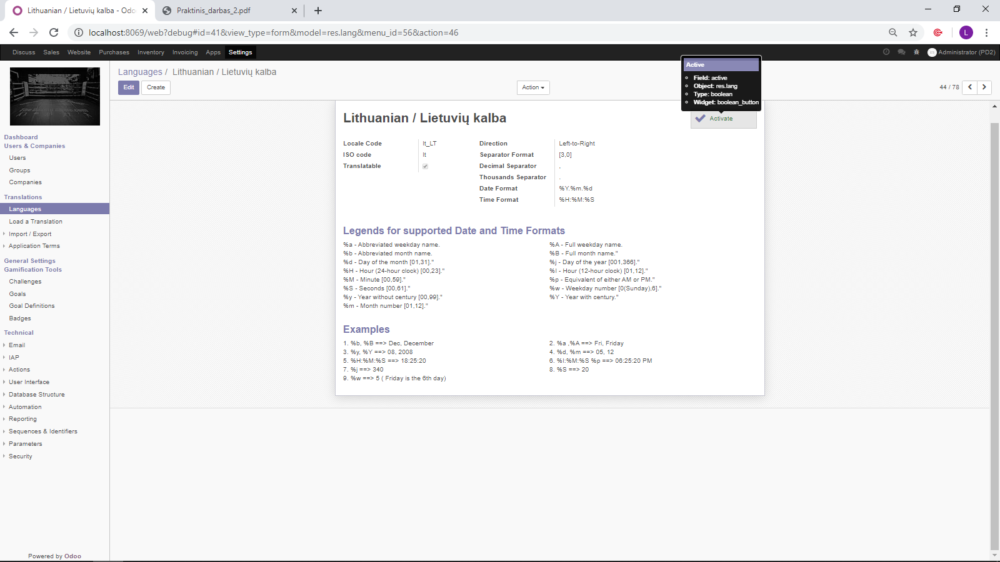 Lithuanian / Lietuvių kalba - Odo
Praktinis_darbas_2.pdf
localhost:8069/web?debug#id=41&view_type=form&model=res.lang&menu_id=56&action=46
L
Discuss Sales Website Purchases Inventory Invoicing Apps Settings
Administrator (PD2)
Languages / Lithuanian / Lietuvių kalba
Edit Create
Action
44 / 78
Active
Field: active
Object: res.lang
Type: boolean
Widget: boolean_button
Activate
Dashboard
Users & Companies
Users
Groups
Companies
Translations
Languages
Load a Translation
Import / Export
Application Terms
General Settings
Gamification Tools
Challenges
Goals
Goal Definitions
Badges
Technical
Email
IAP
Actions
User Interface
Database Structure
Automation
Reporting
Sequences & Identifiers
Parameters
Security
Powered by Odoo
Lithuanian / Lietuvių kalba
Locale Code lt_LT
ISO code lt
Translatable
Direction Left-to-Right
Separator Format [3,0]
Decimal Separator ,
Thousands Separator .
Date Format %Y.%m.%d
Time Format %H:%M:%S
Legends for supported Date and Time Formats
%a - Abbreviated weekday name.
%b - Abbreviated month name.
%d - Day of the month [01,31]."
%H - Hour (24-hour clock) [00,23]."
%M - Minute [00,59]."
%S - Seconds [00,61]."
%y - Year without century [00,99]."
%m - Month number [01,12]."
%A - Full weekday name.
%B - Full month name."
%j - Day of the year [001,366]."
%I - Hour (12-hour clock) [01,12]."
%p - Equivalent of either AM or PM."
%w - Weekday number [0(Sunday),6]."
%Y - Year with century."
Examples
1. %b, %B ==> Dec, December
2. %a ,%A ==> Fri, Friday
3. %y, %Y ==> 08, 2008
4. %d, %m ==> 05, 12
5. %H:%M:%S ==> 18:25:20
6. %I:%M:%S %p ==> 06:25:20 PM
7. %j ==> 340
8. %S ==> 20
9. %w ==> 5 ( Friday is the 6th day)